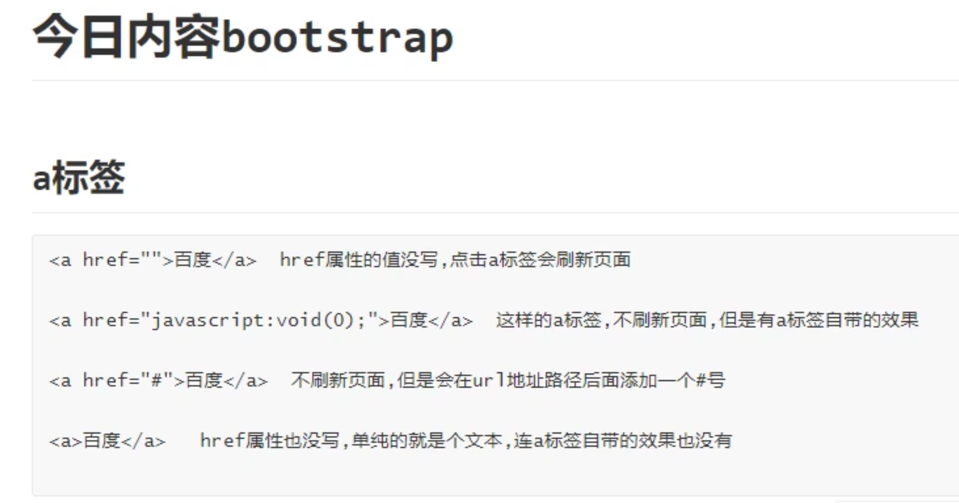 今日内容bootstrap
a标签
<a href="">百度</a>  href属性的值没写,点击a标签会刷新页面
<a href="javascript:void(0);">百度</a>  这样的a标签,不刷新页面,但是有a标签自带的效果
<a href="#">百度</a>  不刷新页面,但是会在url地址路径后面添加一个#号
<a>百度</a>   href属性也没写,单纯的就是个文本,连a标签自带的效果也没有